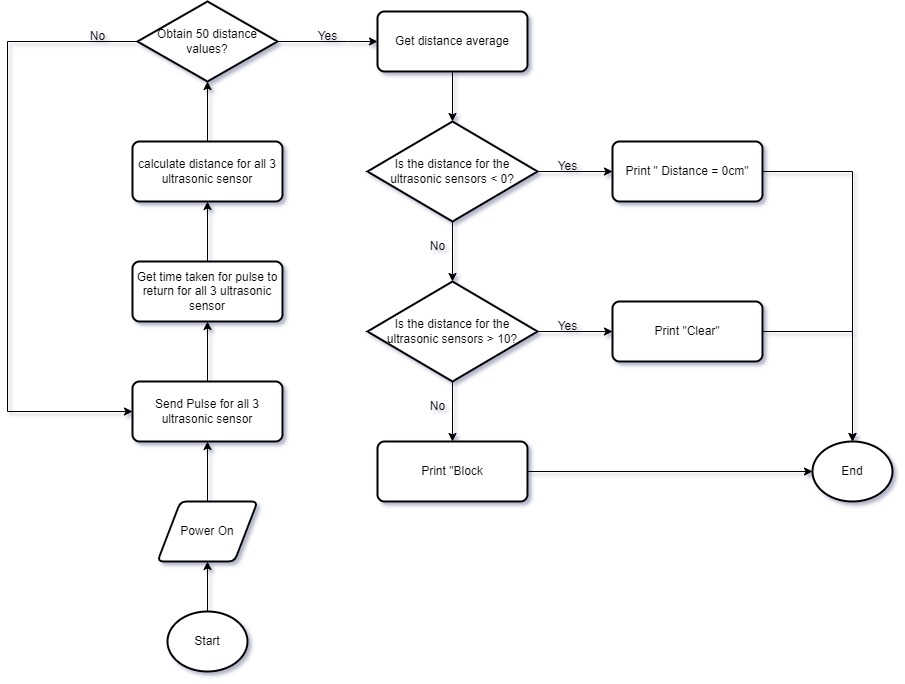 No
Obtain 50 distance
values?
Yes
Get distance average
calculate distance for all 3
ultrasonic sensor
Is the distance for the
ultrasonic sensors < 0?
Yes
Print " Distance = 0cm"
No
Get time taken for pulse to
return for all 3 ultrasonic
sensor
Is the distance for the
ultrasonic sensors > 10?
Yes
Print "Clear"
Send Pulse for all 3
ultrasonic sensor
No
Print "Block
End
Power On
Start